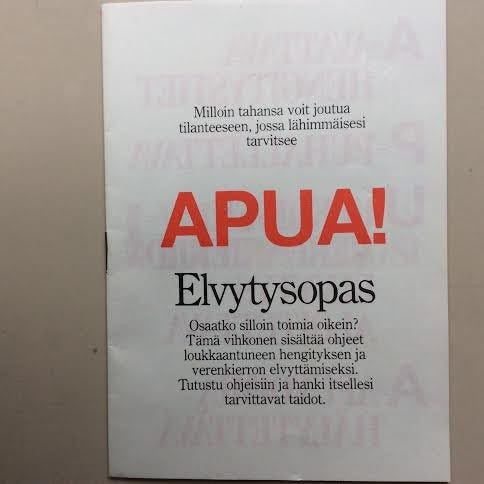 Milloin tahansa voit joutua
tilanteeseen, jossa lähimmäisesi
tarvitsee
APUA!
Elvytysopas
Osaatko silloin toimia oikein?
Tämä vihkonen sisältää ohjeet
loukkaantuneen hengityksen ja
verenkierron elvyttämiseksi.
Tutustu ohjeisiin ja hanki itsellesi
tarvittavat taidot.